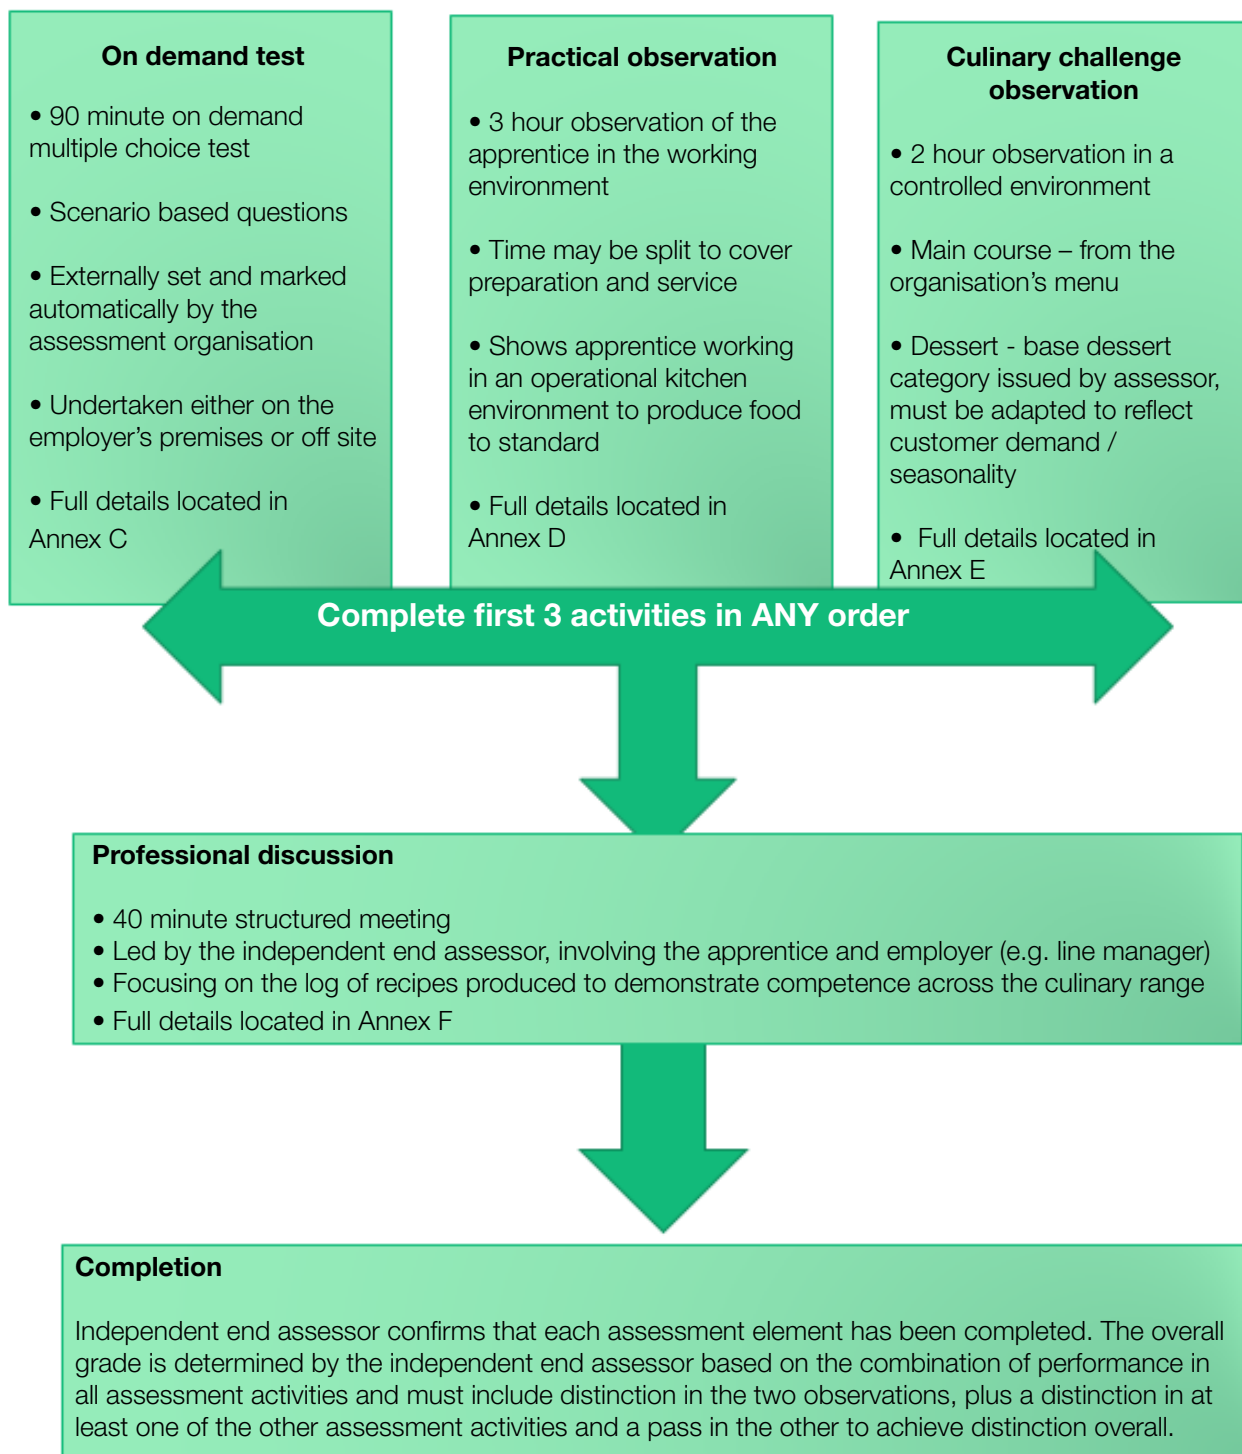 On demand test
• 90 minute on demand
multiple choice test
• Scenario based questions
• Externally set and marked
automatically by the
assessment organisation
• Undertaken either on the
employer’s premises or off site
• Full details located in
Annex C
Practical observation
• 3 hour observation of the
apprentice in the working
environment
• Time may be split to cover
preparation and service
• Shows apprentice working
in an operational kitchen
environment to produce food
to standard
• Full details located in
Annex D
Culinary challenge
observation
• 2 hour observation in a
controlled environment
• Main course – from the
organisation’s menu
• Dessert - base dessert
category issued by assessor,
must be adapted to reflect
customer demand /
seasonality
• Full details located in
Annex E
Complete first 3 activities in ANY order
Professional discussion
• 40 minute structured meeting
• Led by the independent end assessor, involving the apprentice and employer (e.g. line manager)
• Focusing on the log of recipes produced to demonstrate competence across the culinary range
• Full details located in Annex F
Completion
Independent end assessor confirms that each assessment element has been completed. The overall
grade is determined by the independent end assessor based on the combination of performance in
all assessment activities and must include distinction in the two observations, plus a distinction in at
least one of the other assessment activities and a pass in the other to achieve distinction overall.